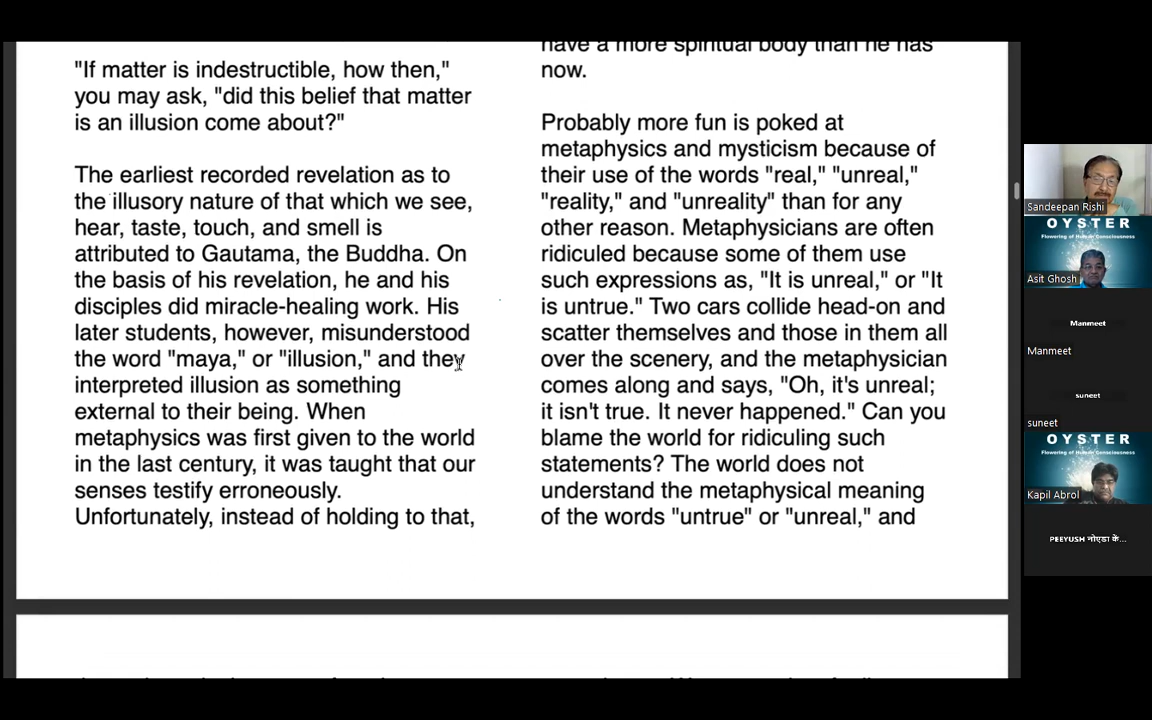 "If matter is indestructible, how then,"
you may ask, "did this belief that matter
is an illusion come about?"
The earliest recorded revelation as to
the illusory nature of that which we see,
hear, taste, touch, and smell is
attributed to Gautama, the Buddha. On
the basis of his revelation, he and his
disciples did miracle-healing work. His
later students, however, misunderstood
the word "maya," or "illusion," and they
interpreted illusion as something
external to their being. When
metaphysics was first given to the world
in the last century, it was taught that our
senses testify erroneously.
Unfortunately, instead of holding to that,
have a more spiritual body than he has
now.
Probably more fun is poked at
metaphysics and mysticism because of
their use of the words "real," "unreal,"
"reality," and "unreality" than for any
other reason. Metaphysicians are often
ridiculed because some of them use
such expressions as, "It is unreal," or "It
is untrue." Two cars collide head-on and
scatter themselves and those in them all
over the scenery, and the metaphysician
comes along and says, "Oh, it's unreal;
it isn't true. It never happened." Can you
blame the world for ridiculing such
statements? The world does not
understand the metaphysical meaning
of the words "untrue" or "unreal," and
Sandeepan Rishi
OYSTER
Flowering of Human Consciousness
Asit Ghosh
Manmeet
Manmeet
suneet
suneet
OYSTER
Flowering of Human Consciousness
Kapil Abrol
PEEYUSH नोएडा के...